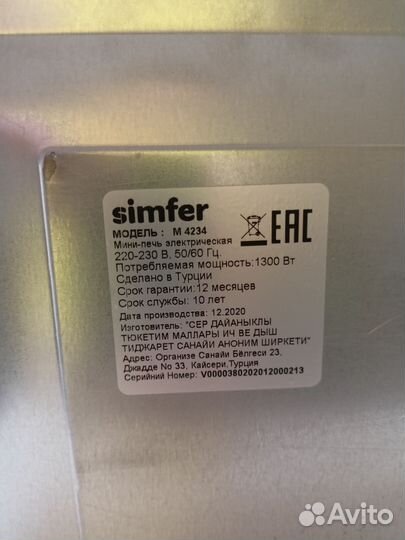 simfer
МОДЕЛЬ : M 4234
Мини-печь электрическая
220-230 В, 50/60 Гц.
Потребляемая мощность:1300 Вт
Сделано в Турции
Срок гарантии:12 месяцев
Срок службы: 10 лет
Дата производства: 12.2020
Изготовитель: "СЕР ДАЙАНЫКЛЫ
ТЮКЕТИМ МАЛЛАРЫ ИЧ ВЕ ДЫШ
ТИДЖАРЕТ САНАЙИ АНОНИМ ШИРКЕТИ"
Адрес: Организе Санайи Бёлгеси 23,
Джадде No 33, Кайсери,Турция
Серийний Номер: V0000380202012000213
EAC
Avito